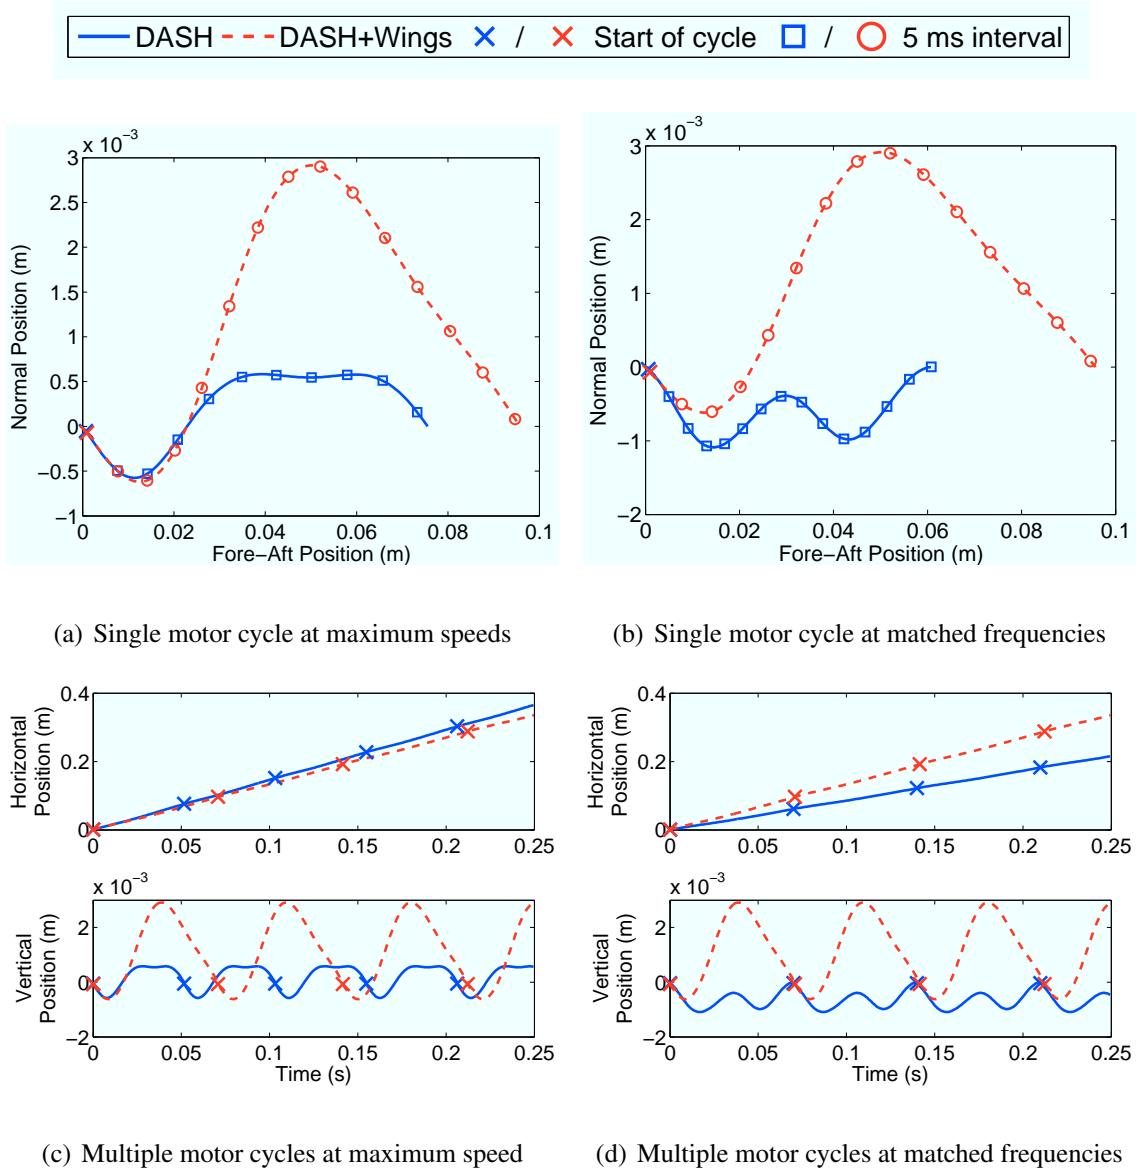 DASH DASH+Wings / Start of cycle / 5 ms interval
x 10⁻³
3
2.5
2
1.5
1
0.5
0
−0.5
−1
Normal Position (m)
0 0.02 0.04 0.06 0.08 0.1
Fore−Aft Position (m)
(a) Single motor cycle at maximum speeds
x 10⁻³
3
2
1
0
−1
−2
Normal Position (m)
0 0.02 0.04 0.06 0.08 0.1
Fore−Aft Position (m)
(b) Single motor cycle at matched frequencies
0.4
0.2
0
Horizontal
Position (m)
0 0.05 0.1 0.15 0.2 0.25
x 10⁻³
2
0
−2
Vertical
Position (m)
0 0.05 0.1 0.15 0.2 0.25
Time (s)
(c) Multiple motor cycles at maximum speed
0.4
0.2
0
Horizontal
Position (m)
0 0.05 0.1 0.15 0.2 0.25
x 10⁻³
2
0
−2
Vertical
Position (m)
0 0.05 0.1 0.15 0.2 0.25
Time (s)
(d) Multiple motor cycles at matched frequencies